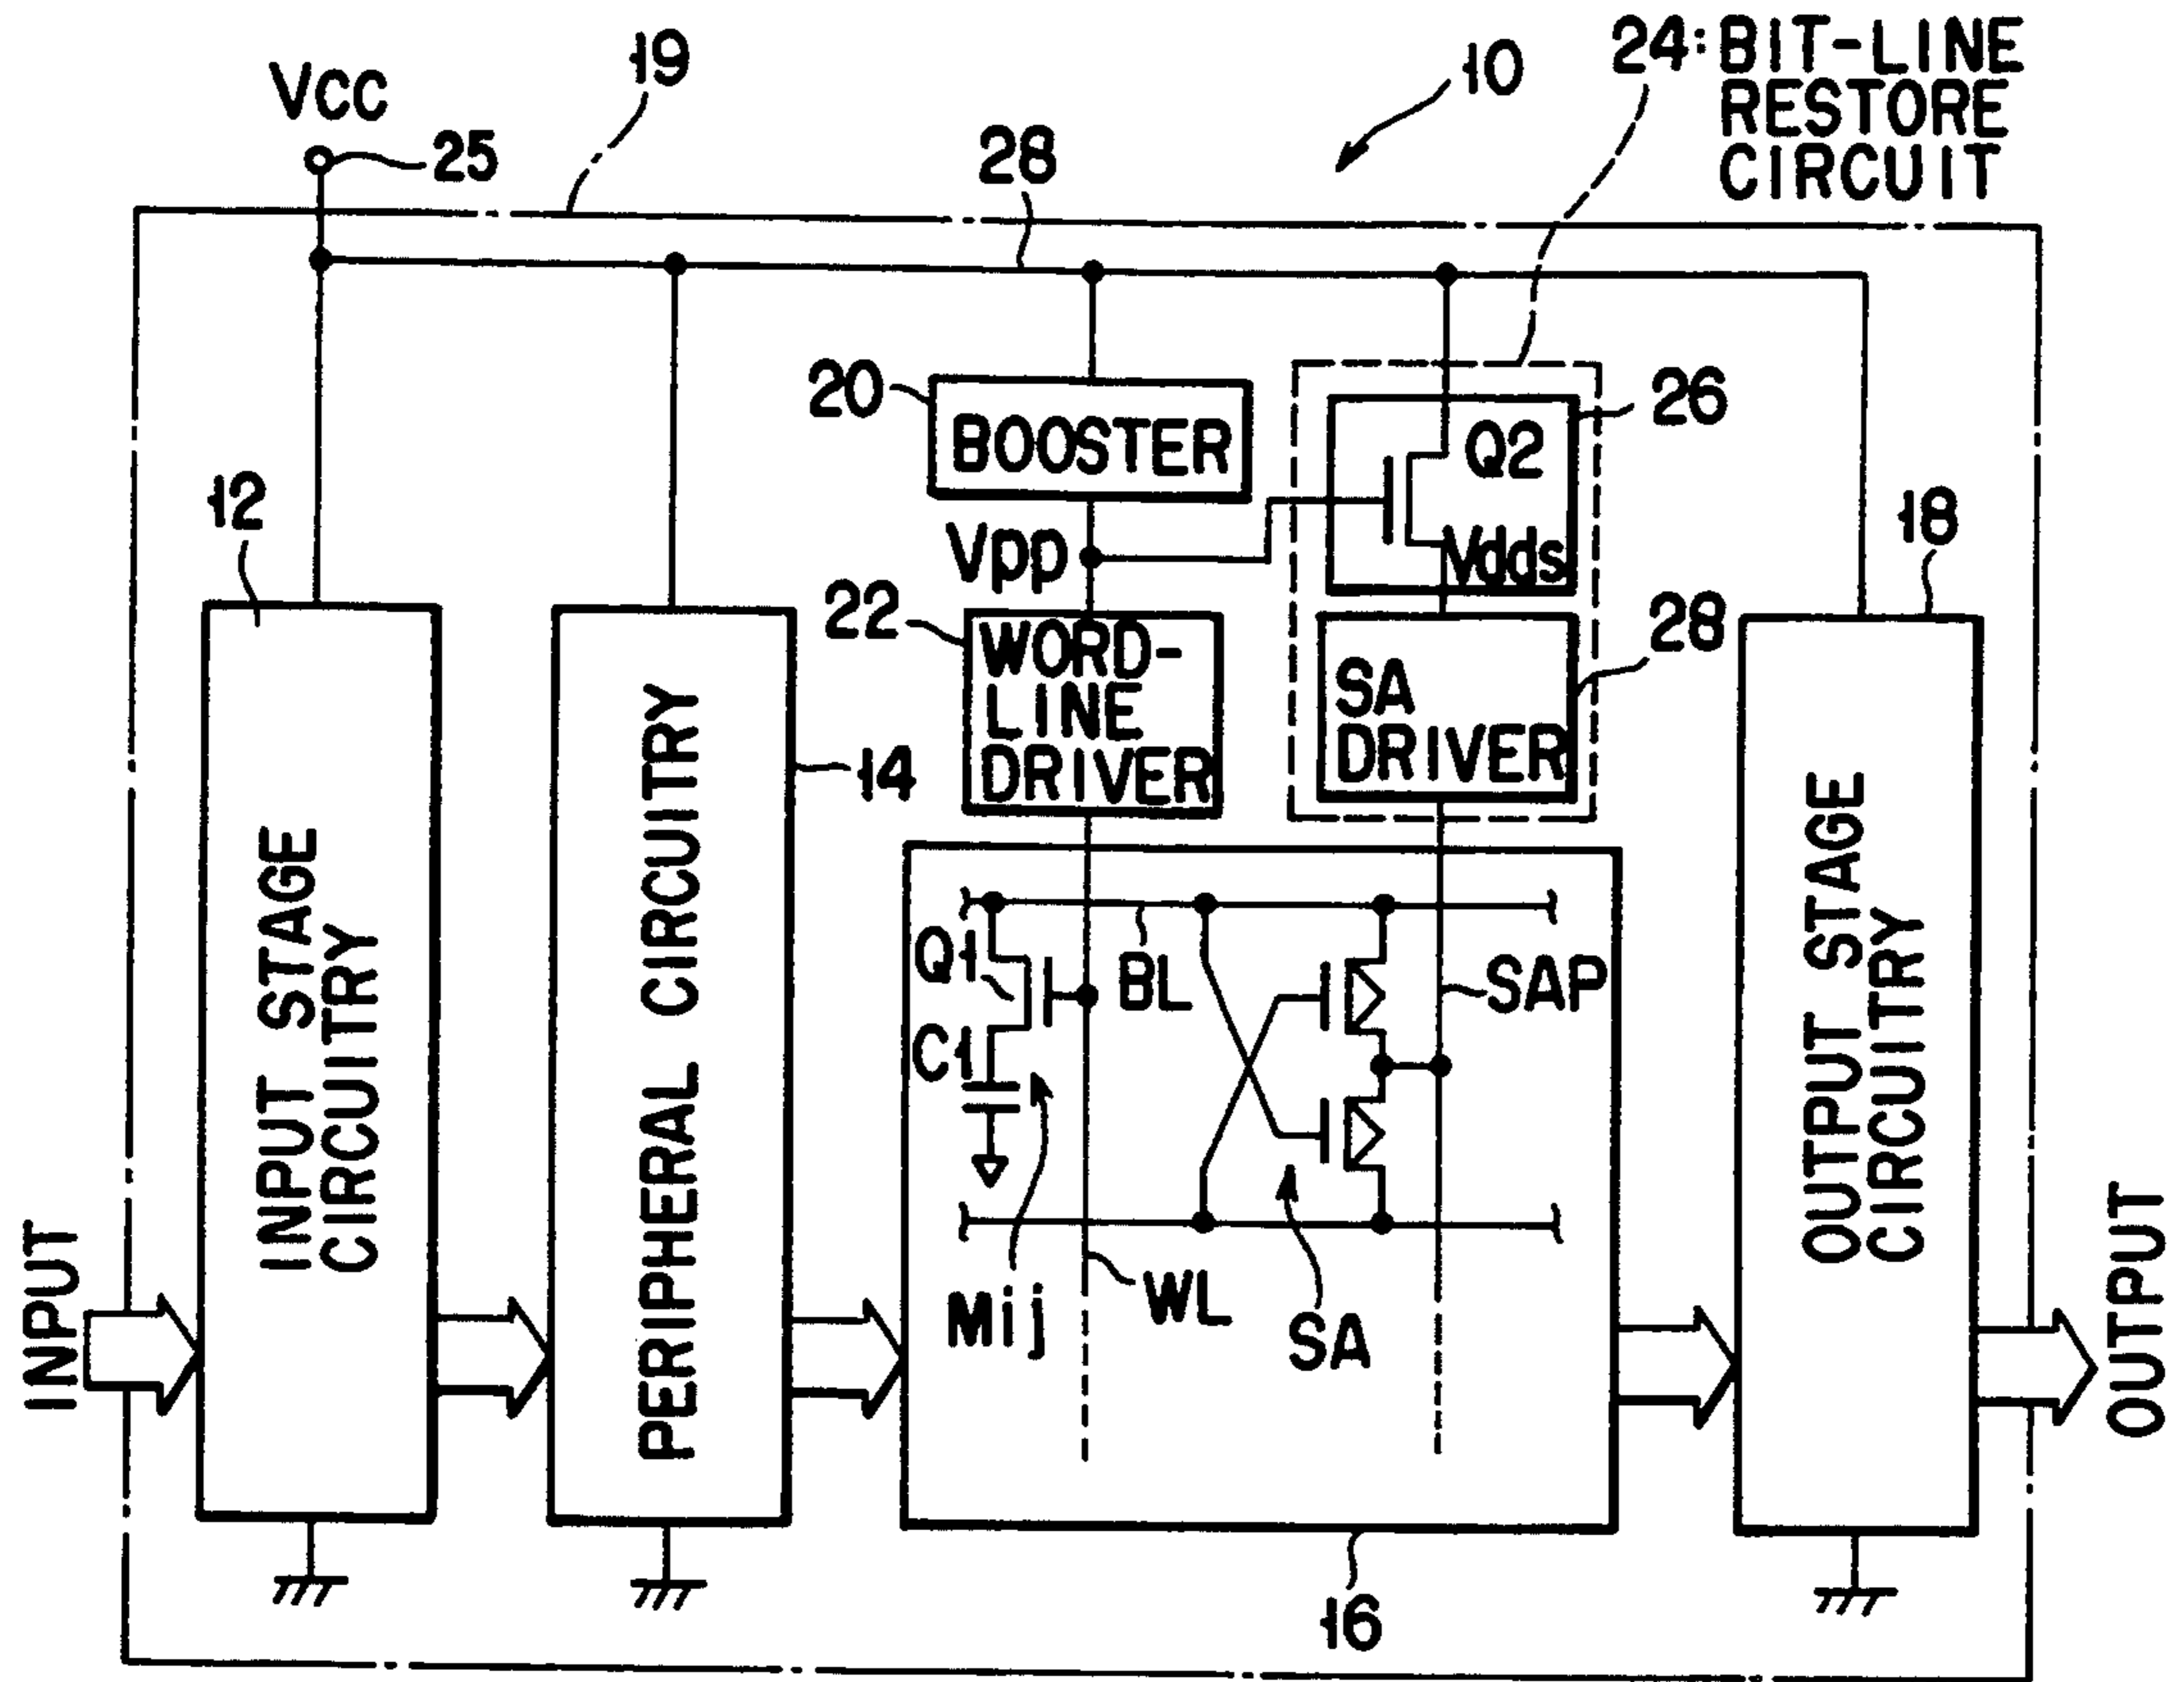 19
10
24: BIT-LINE
RESTORE
CIRCUIT
VCC
25
28
20
BOOSTER
26
Q2
12
18
Vpp
Vdds
22
WORD-
LINE
DRIVER
28
SA
DRIVER
14
INPUT STAGE
CIRCUITRY
PERIPHERAL CIRCUITRY
Q1
BL
SAP
C1
OUTPUT STAGE
CIRCUITRY
INPUT
Mij
WL
SA
OUTPUT
16